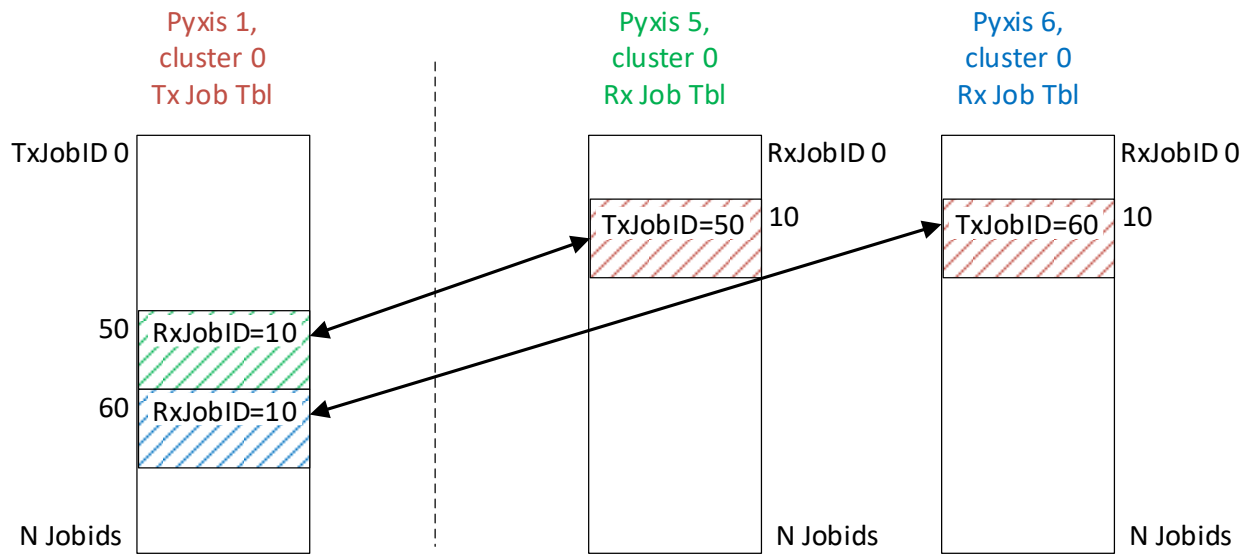 Pyxis 1,
cluster 0
Tx Job Tbl
Pyxis 5,
cluster 0
Rx Job Tbl
Pyxis 6,
cluster 0
Rx Job Tbl
TxJobID 0
RxJobID 0
RxJobID 0
TxJobID=50
10
TxJobID=60
10
50
RxJobID=10
60
RxJobID=10
N Jobids
N Jobids
N Jobids